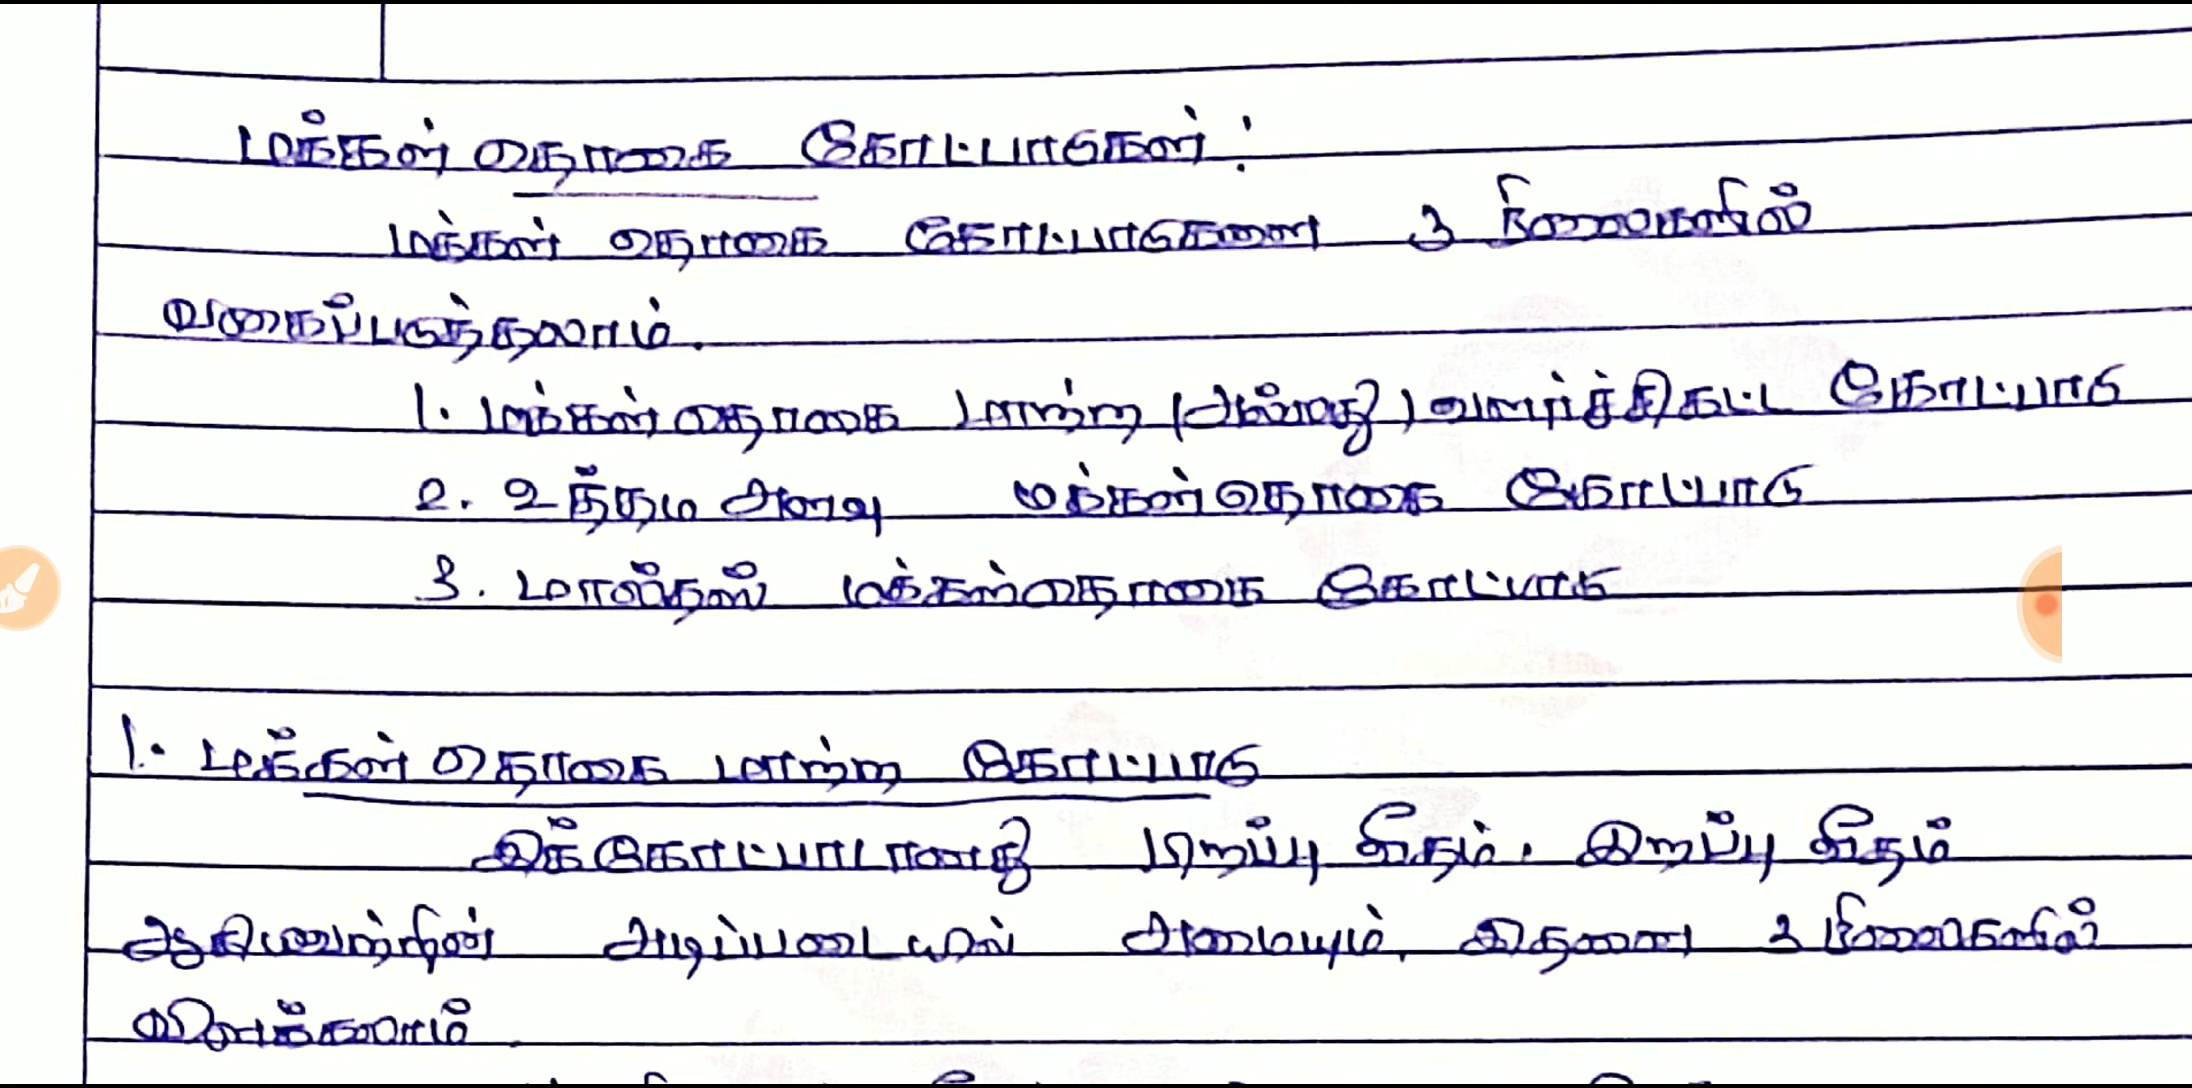 மக்கள் தொகை கோட்பாடுகள் :
மக்கள் தொகை கோட்பாடுகளை 3 நிலைகளில்
வகைப்படுத்தலாம்.
1. மக்கள் தொகை மாற்ற (அல்லது) வளர்ச்சிகட்ட கோட்பாடு
2. உத்தம அளவு மக்கள்தொகை கோட்பாடு
3. மால்தஸ் மக்கள்தொகை கோட்பாடு
1. மக்கள் தொகை மாற்ற கோட்பாடு
இக்கோட்பாடானது பிறப்பு வீதம், இறப்பு வீதம்
ஆகியவற்றின் அடிப்படையில் அமையும். இதனை 3 நிலைகளில்
விளக்கலாம்.